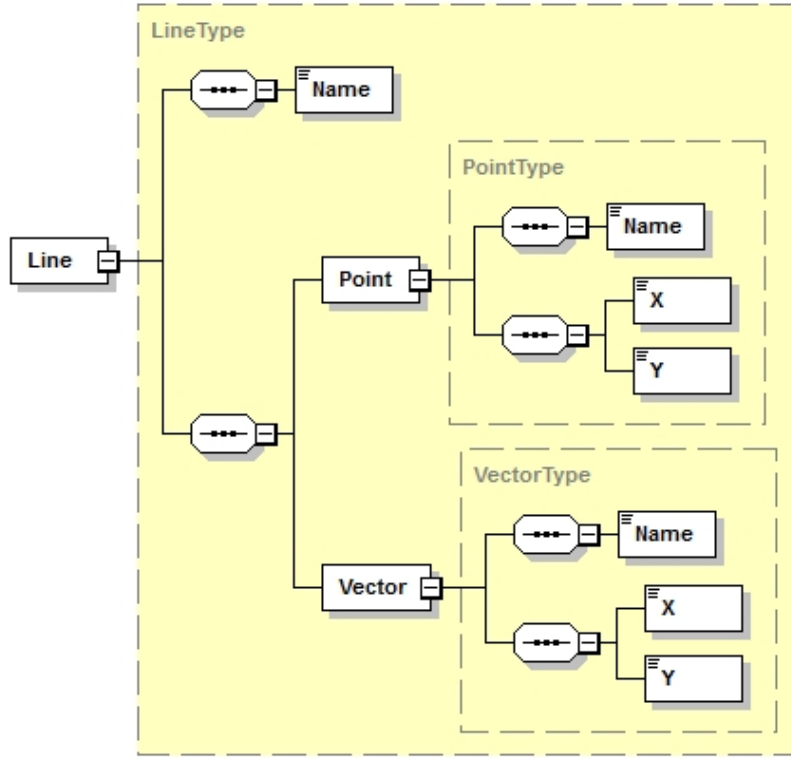 LineType
Name
PointType
Name
Line
Point
X
Y
VectorType
Name
Vector
X
Y